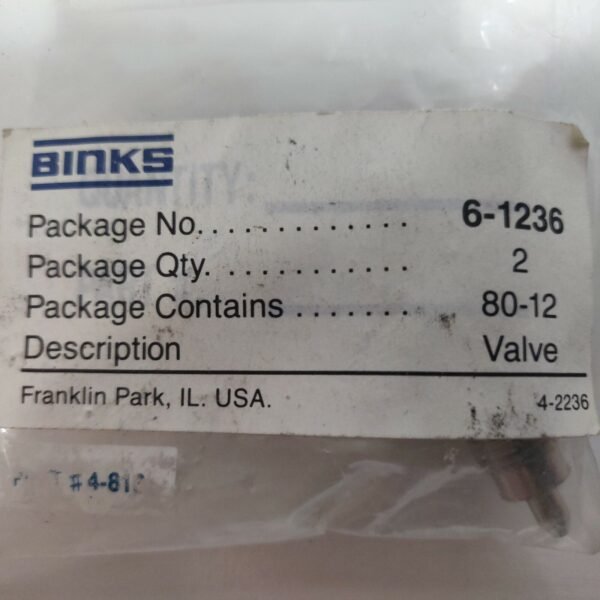 BINKS
QUANTITY:
Package No. . . . . . . . . . . . . . 6-1236
Package Qty. . . . . . . . . . . . . 2
Package Contains . . . . . . . 80-12
Description Valve
Franklin Park, IL. USA. 4-2236